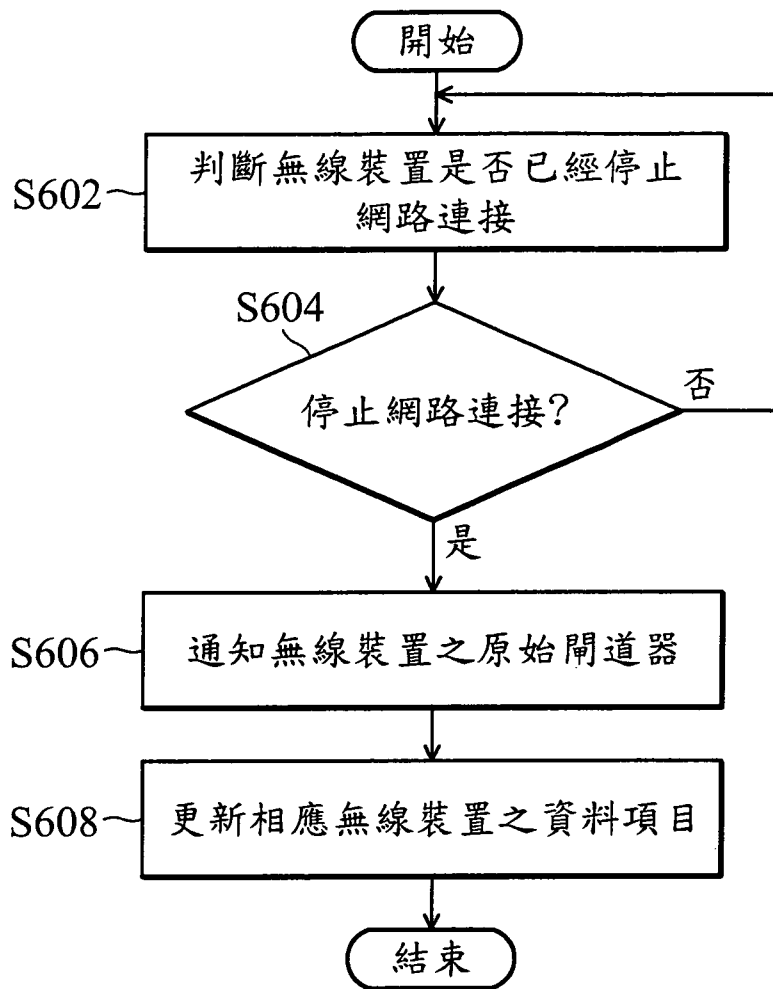 開始
S602
判斷無線裝置是否已經停止
網路連接
S604
停止網路連接?
否
是
S606
通知無線裝置之原始閘道器
S608
更新相應無線裝置之資料項目
結束